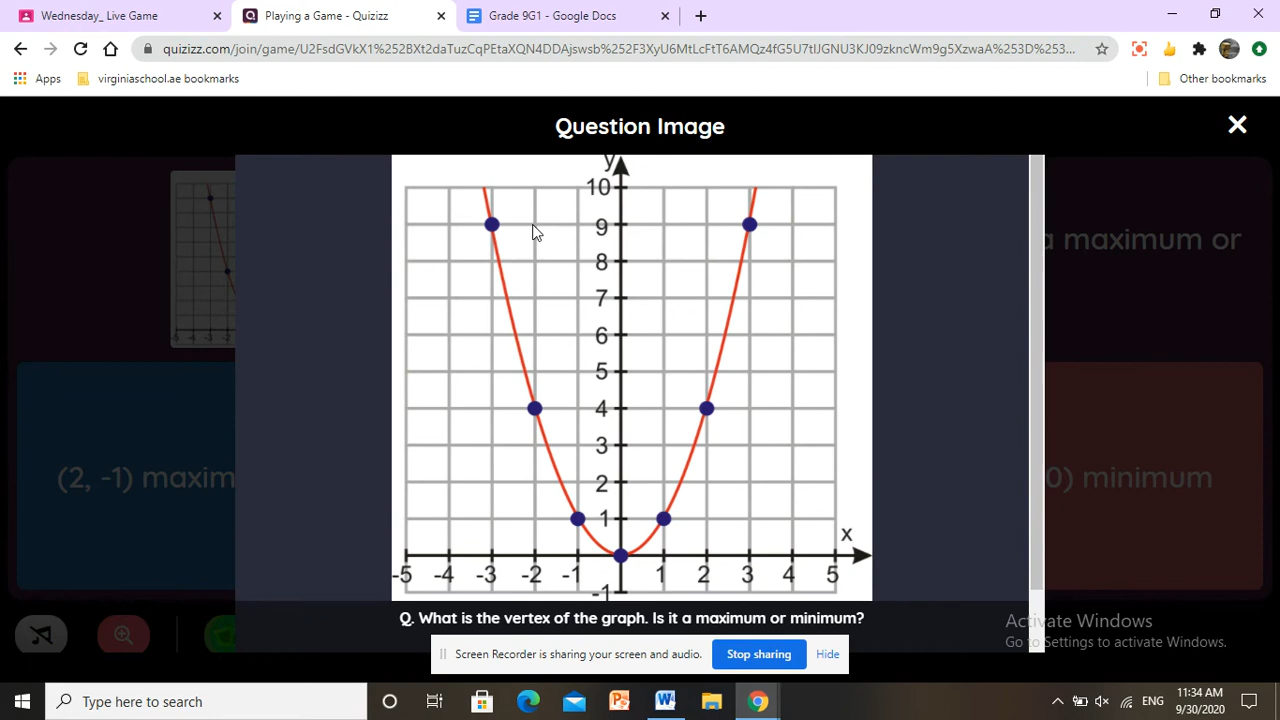 Wednesday_ Live Game
Playing a Game - Quizizz
Grade 9G1 - Google Docs
Apps
virginiaschool.ae bookmarks
Other bookmarks
Question Image
y
10
9
8
7
6
5
4
3
2
1
x
-5 -4 -3 -2 -1 1 2 3 4 5
-1
a maximum or
(2, -1) maxim
0) minimum
Q. What is the vertex of the graph. Is it a maximum or minimum?
Activate Windows
Go to Settings to activate Windows.
Screen Recorder is sharing your screen and audio.
Stop sharing
Hide
Type here to search
ENG
11:34 AM
9/30/2020